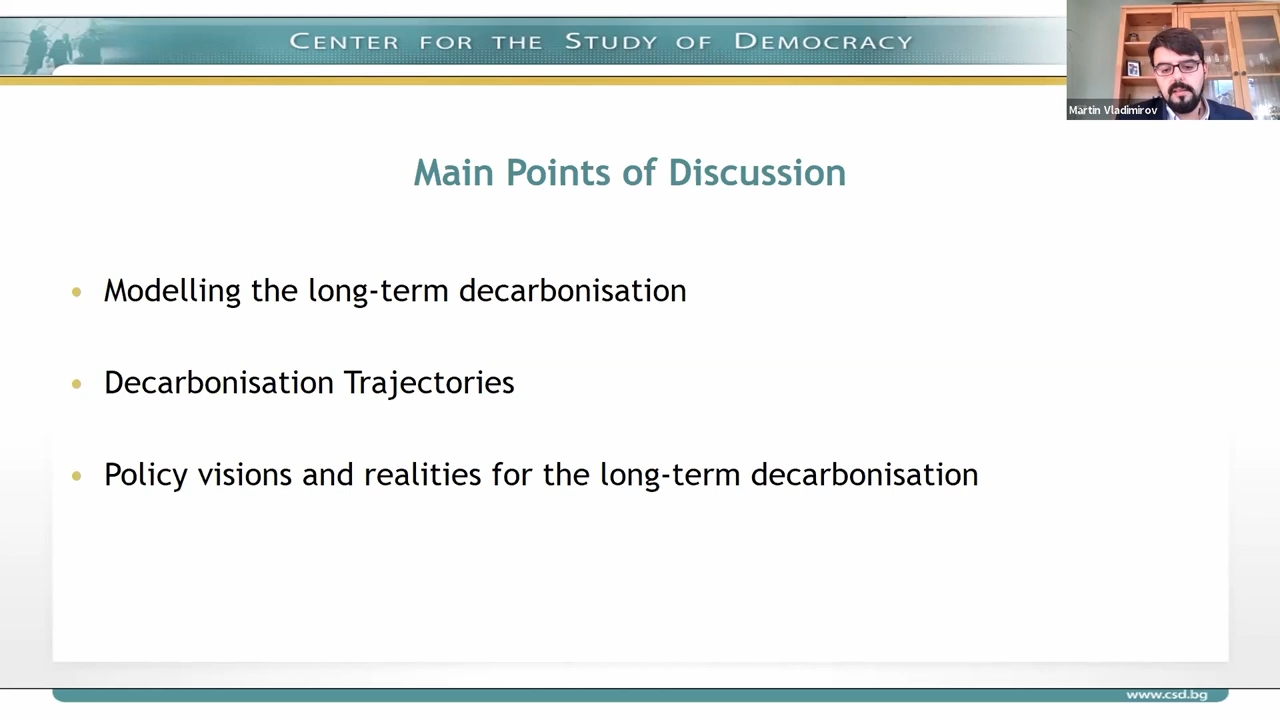 CENTER FOR THE STUDY OF DEMOCRACY
Martin Vladimirov
Main Points of Discussion
• Modelling the long-term decarbonisation
• Decarbonisation Trajectories
• Policy visions and realities for the long-term decarbonisation
www.csd.bg